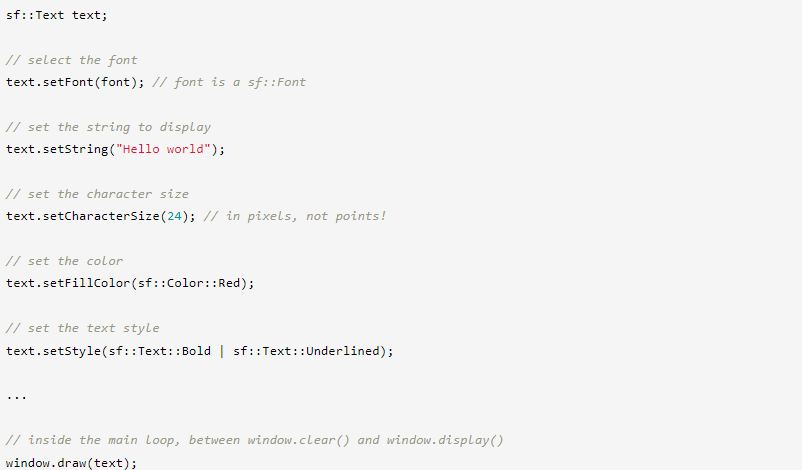 sf::Text text;
// select the font
text.setFont(font); // font is a sf::Font
// set the string to display
text.setString("Hello world");
// set the character size
text.setCharacterSize(24); // in pixels, not points!
// set the color
text.setFillColor(sf::Color::Red);
// set the text style
text.setStyle(sf::Text::Bold | sf::Text::Underlined);
...
// inside the main loop, between window.clear() and window.display()
window.draw(text);